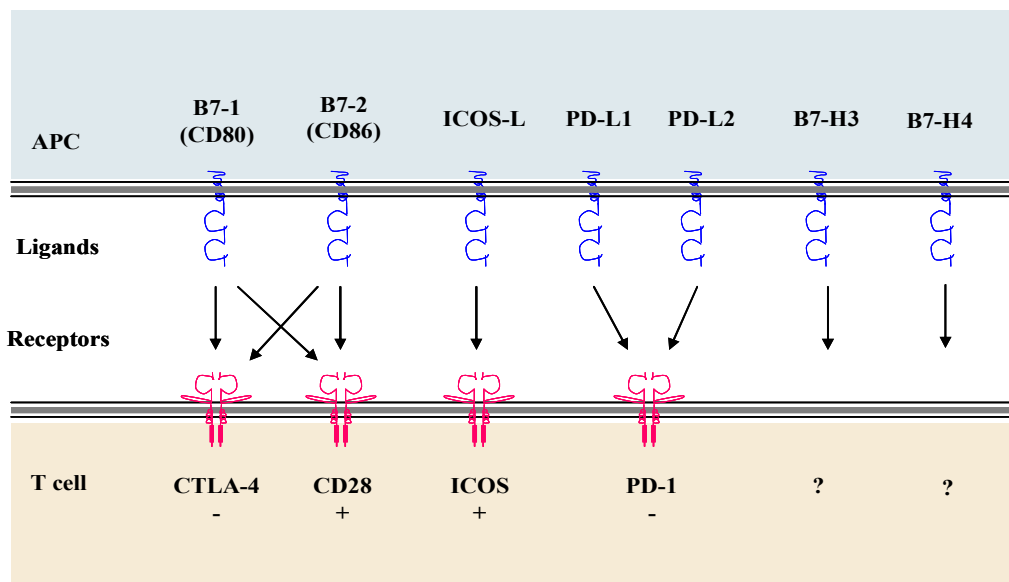 B7-1
(CD80)
B7-2
(CD86)
ICOS-L
PD-L1
PD-L2
B7-H3
B7-H4
APC
Ligands
Receptors
T cell
CTLA-4
CD28
ICOS
PD-1
?
?
-
+
+
-